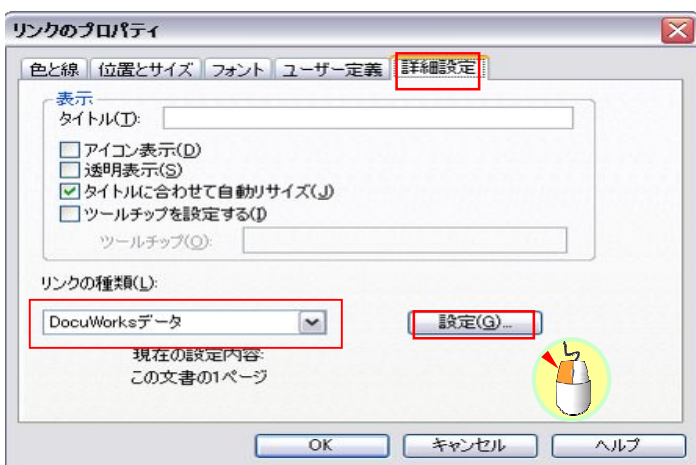 リンクのプロパティ
色と線 位置とサイズ フォント ユーザー定義 詳細設定
表示
タイトル(T):
アイコン表示(D)
透明表示(S)
タイトルに合わせて自動リサイズ(J)
ツールチップを設定する(I)
ツールチップ(O):
リンクの種類(L):
DocuWorksデータ 設定(G)...
現在の設定内容:
この文書の1ページ
OK キャンセル ヘルプ